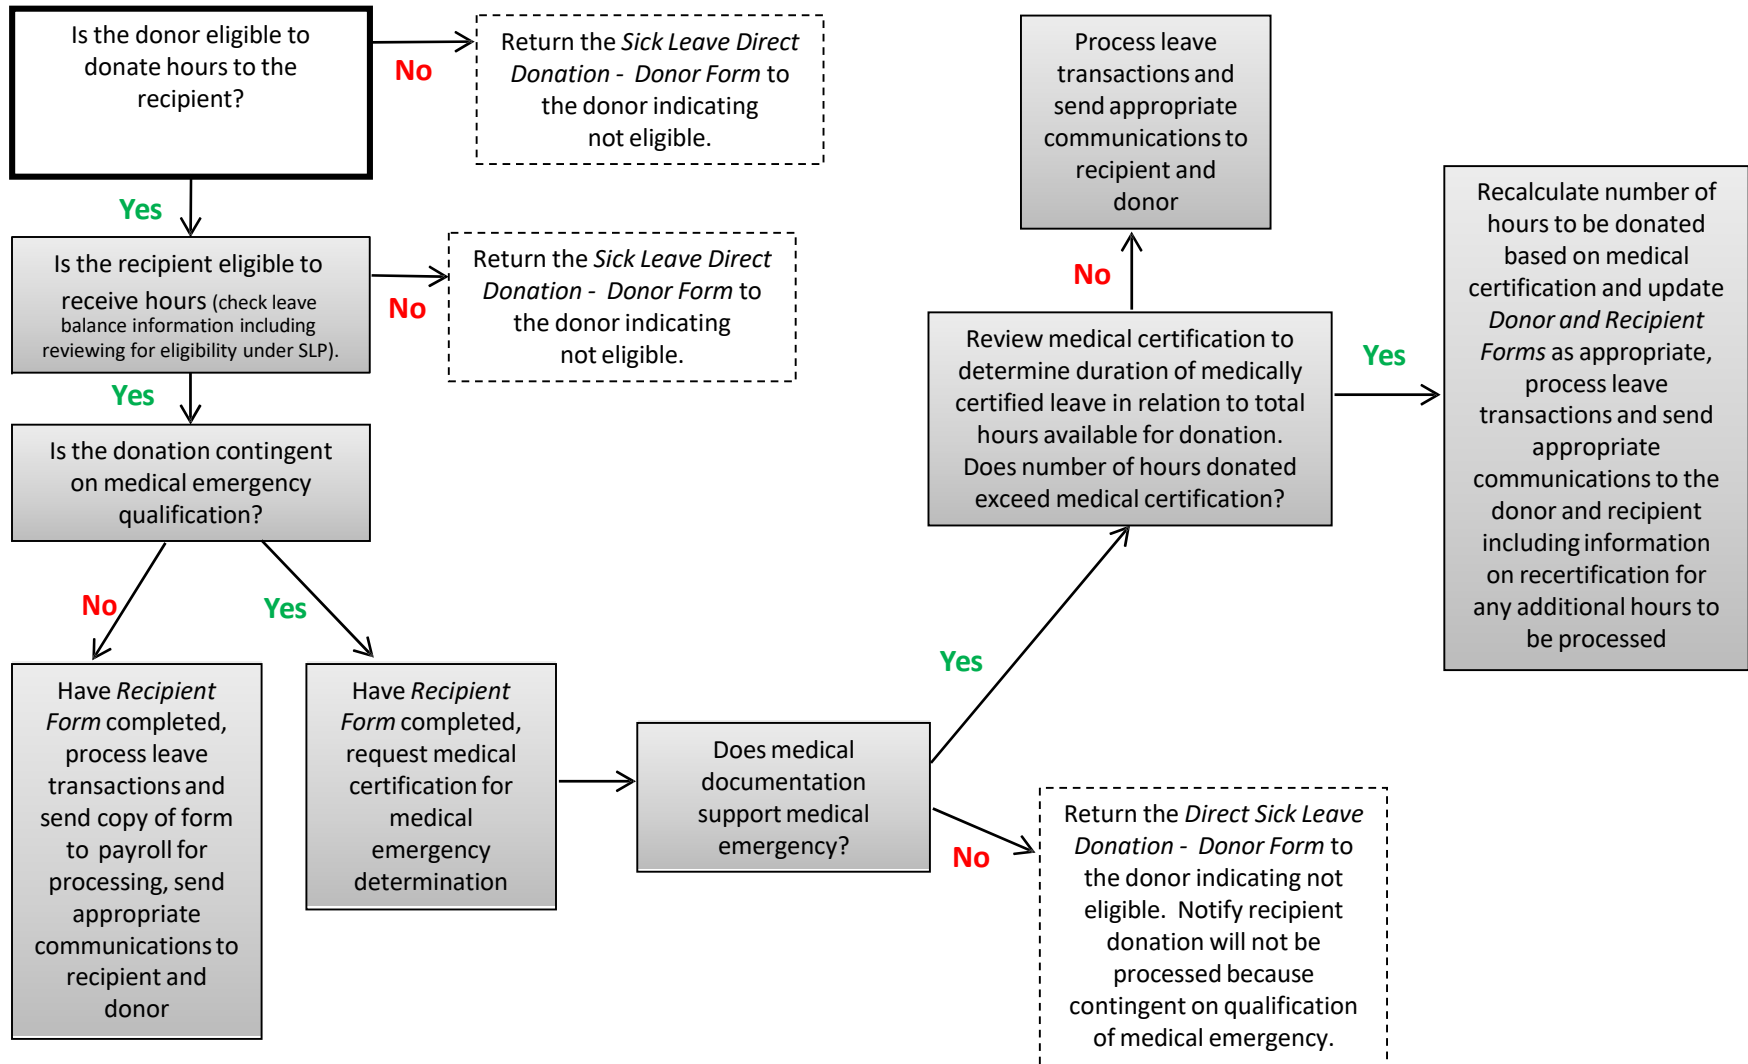 Is the donor eligible to
donate hours to the
recipient?
No
Return the Sick Leave Direct
Donation - Donor Form to
the donor indicating
not eligible.
Yes
Is the recipient eligible to
receive hours (check leave
balance information including
reviewing for eligibility under SLP).
No
Return the Sick Leave Direct
Donation - Donor Form to
the donor indicating
not eligible.
Yes
Is the donation contingent
on medical emergency
qualification?
No
Yes
Have Recipient
Form completed,
process leave
transactions and
send copy of form
to payroll for
processing, send
appropriate
communications to
recipient and
donor
Have Recipient
Form completed,
request medical
certification for
medical
emergency
determination
Does medical
documentation
support medical
emergency?
Yes
No
Return the Direct Sick Leave
Donation - Donor Form to
the donor indicating not
eligible. Notify recipient
donation will not be
processed because
contingent on qualification
of medical emergency.
Review medical certification to
determine duration of medically
certified leave in relation to total
hours available for donation.
Does number of hours donated
exceed medical certification?
No
Process leave
transactions and
send appropriate
communications to
recipient and
donor
Yes
Recalculate number of
hours to be donated
based on medical
certification and update
Donor and Recipient
Forms as appropriate,
process leave
transactions and send
appropriate
communications to the
donor and recipient
including information
on recertification for
any additional hours to
be processed